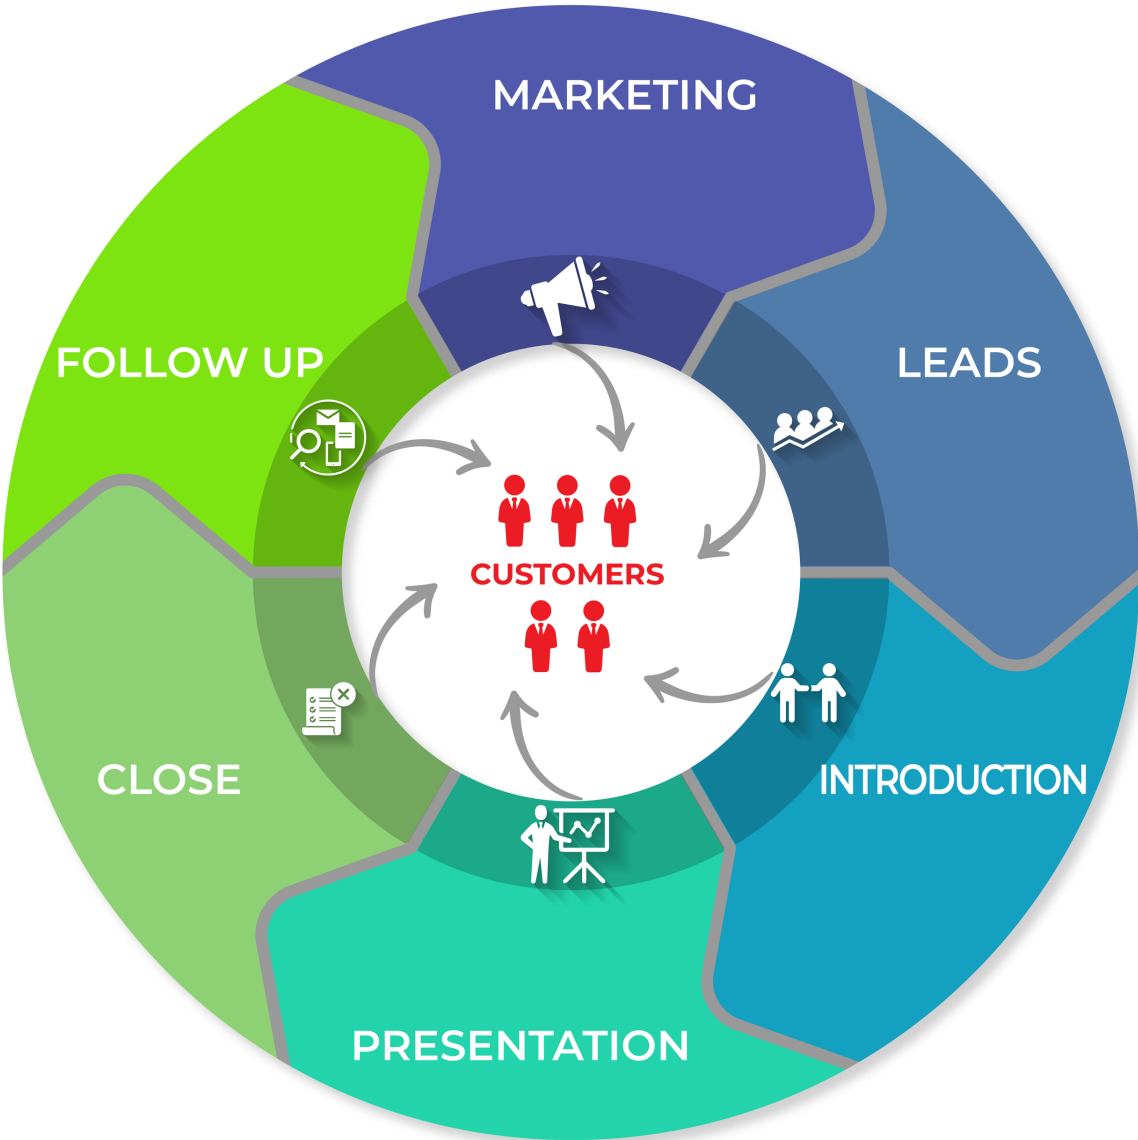 MARKETING
LEADS
INTRODUCTION
PRESENTATION
CLOSE
FOLLOW UP
CUSTOMERS